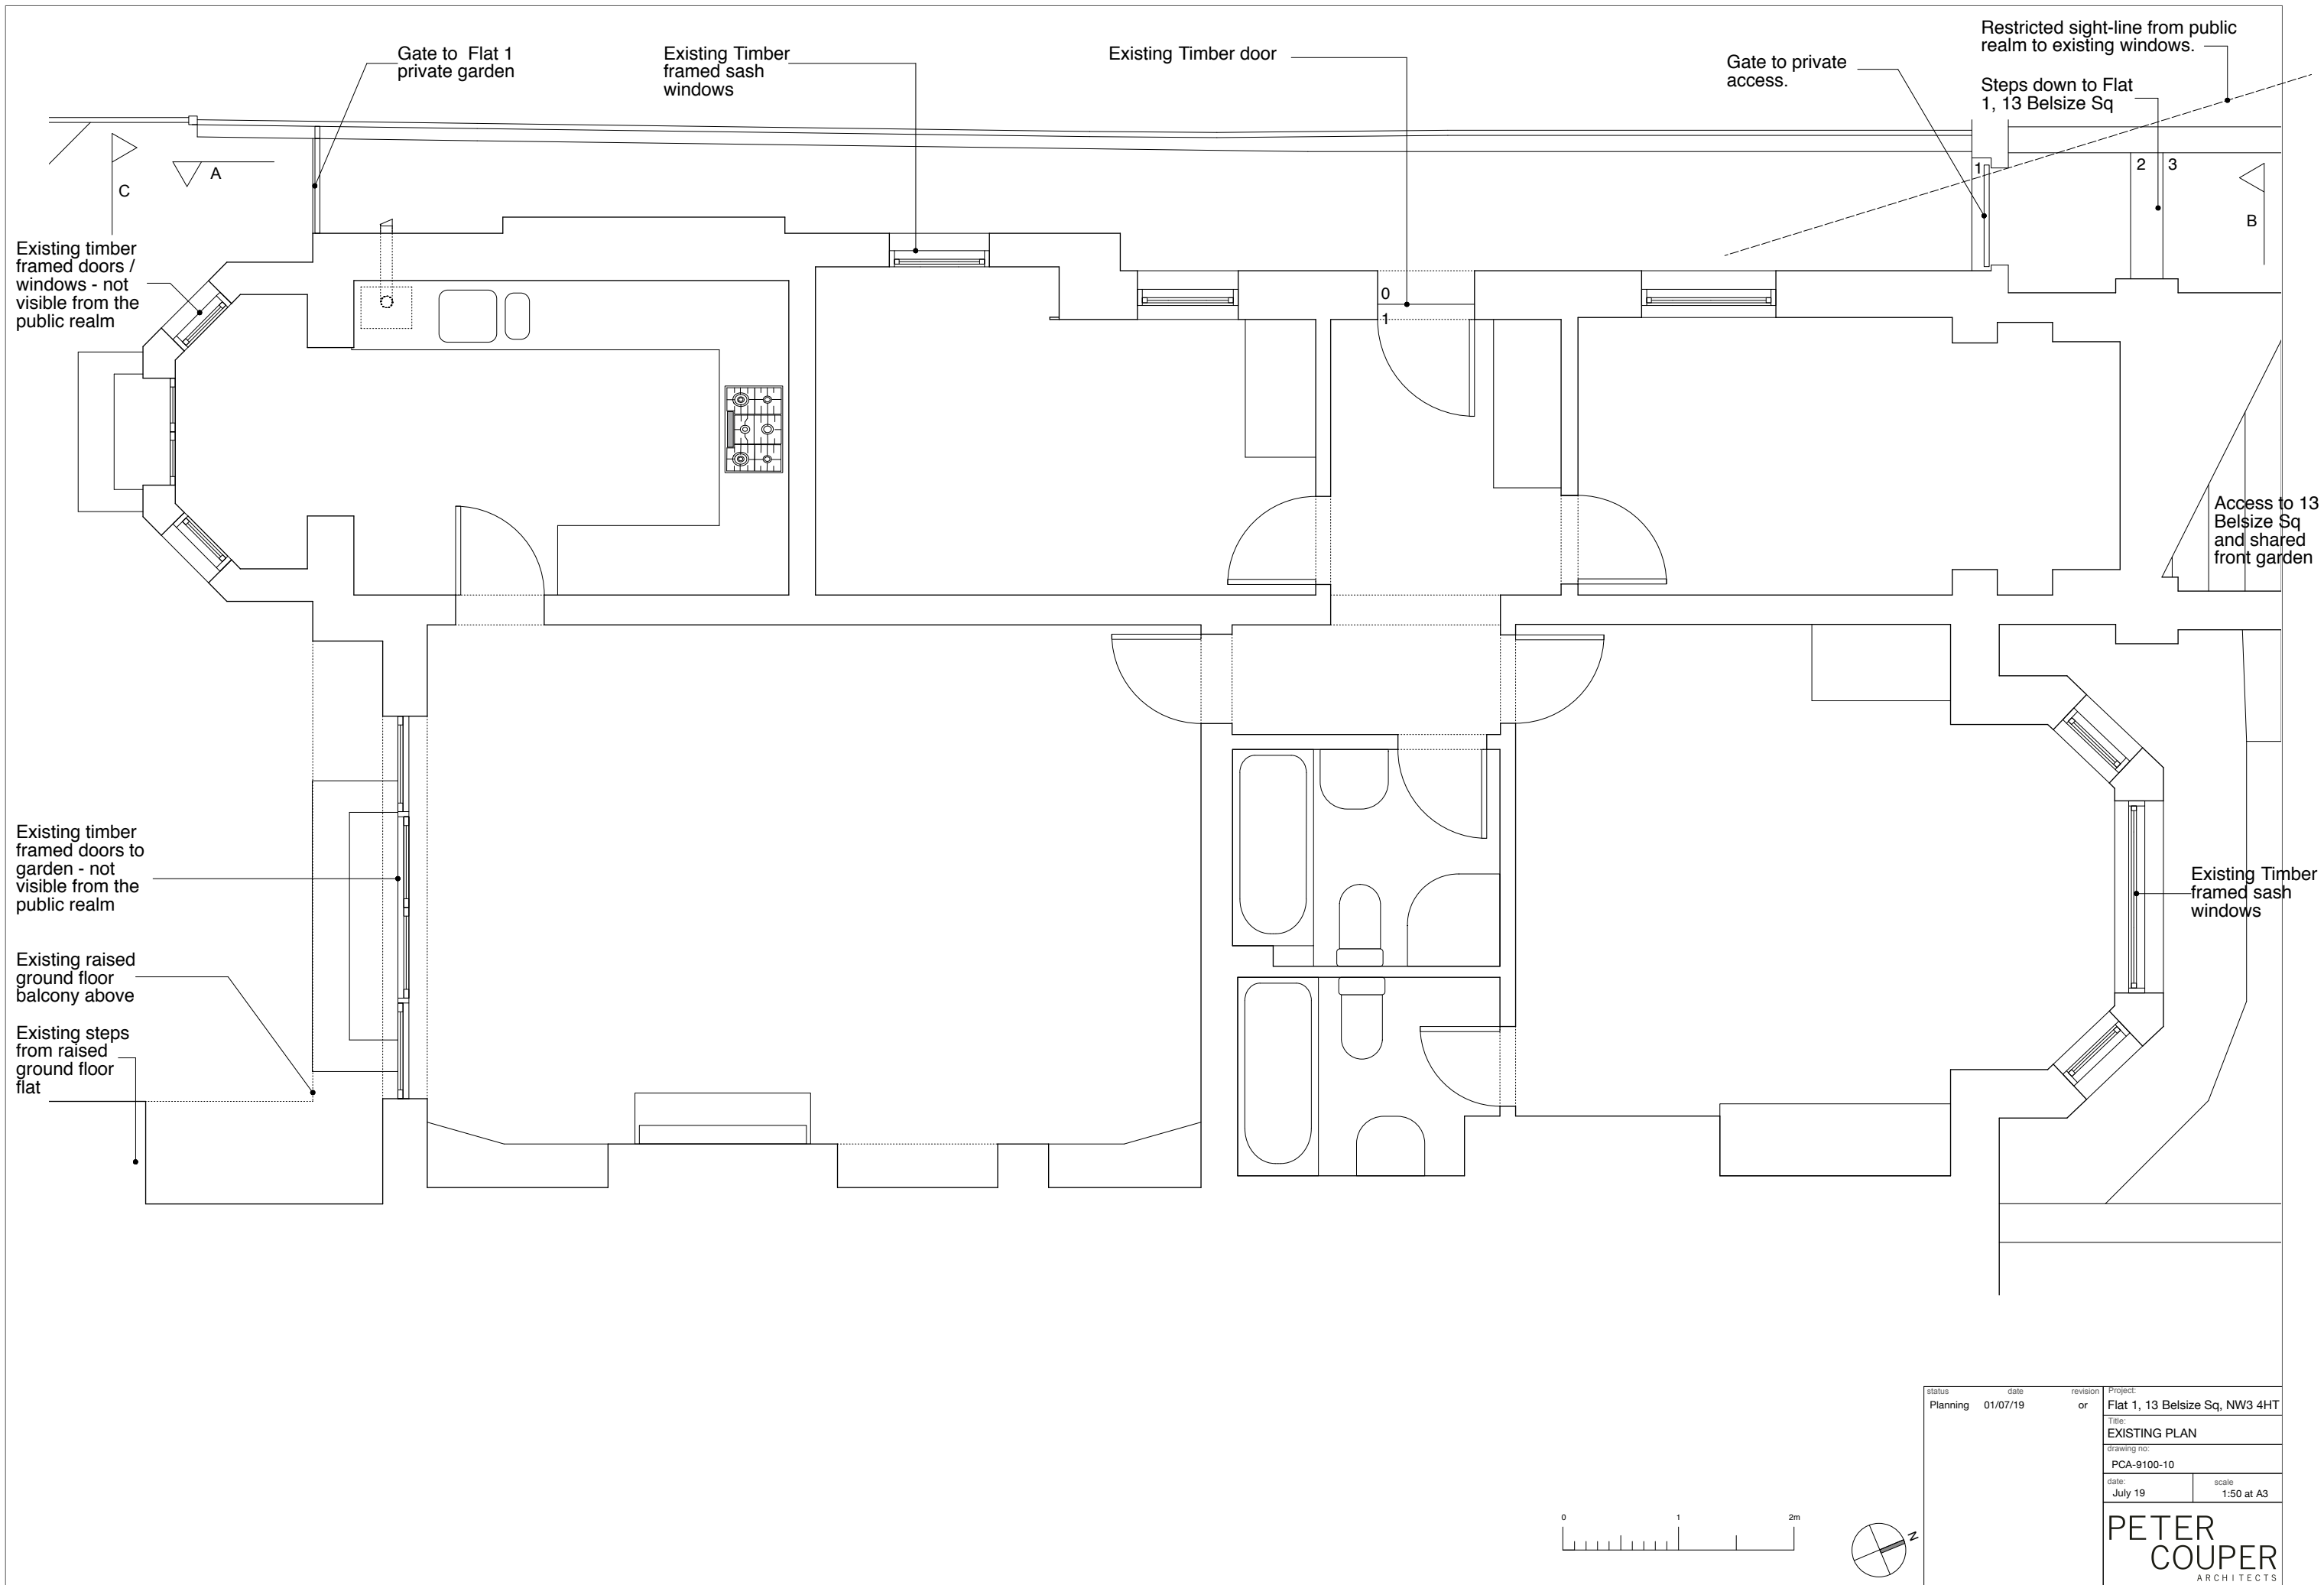 Gate to Flat 1
private garden
Existing Timber
framed sash
windows
Existing Timber door
Gate to private
access.
Restricted sight-line from public
realm to existing windows.
Steps down to Flat
1, 13 Belsize Sq
C
A
1
2
3
B
Existing timber
framed doors /
windows - not
visible from the
public realm
0
1
Access to 13
Belsize Sq
and shared
front garden
Existing timber
framed doors to
garden - not
visible from the
public realm
Existing Timber
framed sash
windows
Existing raised
ground floor
balcony above
Existing steps
from raised
ground floor
flat
0
1
2m
N
status
date
revision
Planning
01/07/19
or
Project:
Flat 1, 13 Belsize Sq, NW3 4HT
Title:
EXISTING PLAN
drawing no:
PCA-9100-10
date:
July 19
scale
1:50 at A3
PETER
COUPER
ARCHITECTS